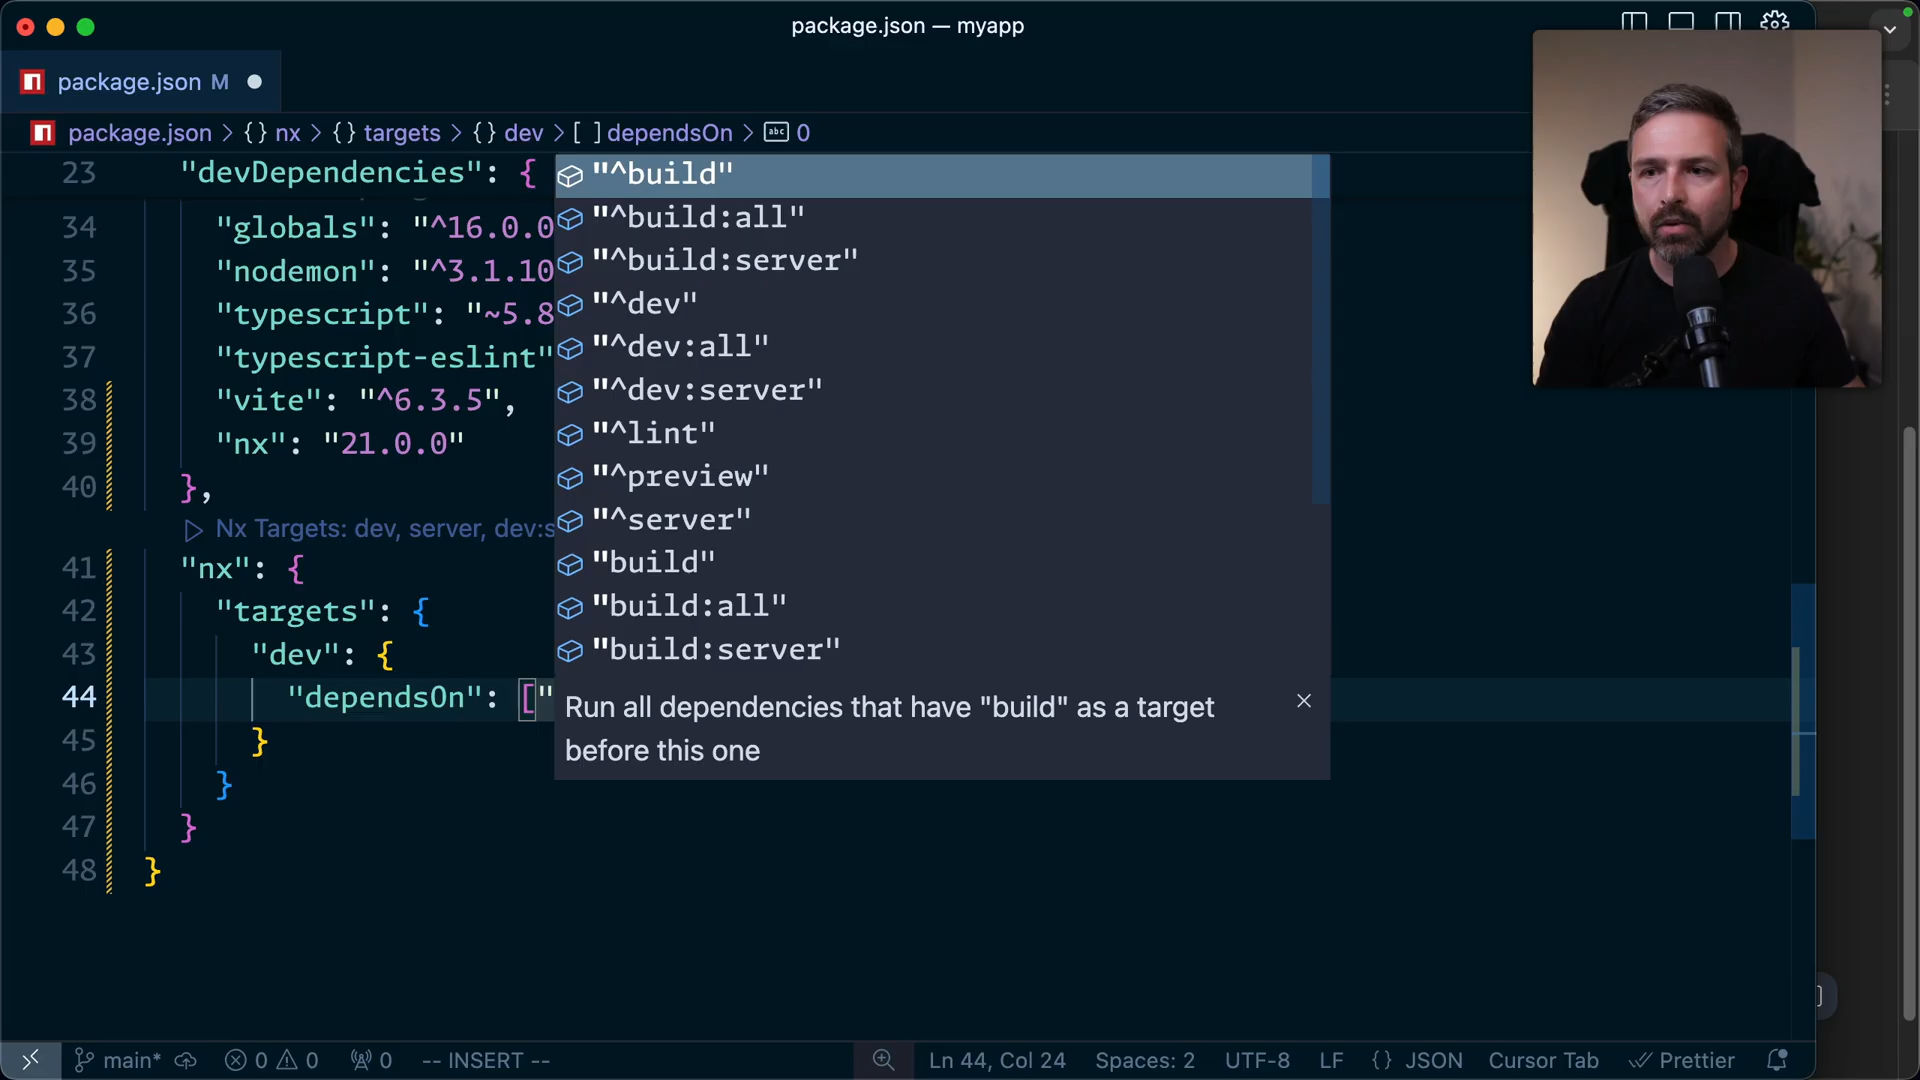 package.json — myapp
package.json M
package.json > {} nx > {} targets > {} dev > [ ] dependsOn > abc 0
23 "devDependencies": {
34 "globals": "^16.0.0
35 "nodemon": "^3.1.10
36 "typescript": "~5.8
37 "typescript-eslint"
38 "vite": "^6.3.5",
39 "nx": "21.0.0"
40 },
Nx Targets: dev, server, dev:s
41 "nx": {
42 "targets": {
43 "dev": {
44 "dependsOn": ["
45 }
46 }
47 }
48 }
"^build"
"^build:all"
"^build:server"
"^dev"
"^dev:all"
"^dev:server"
"^lint"
"^preview"
"^server"
"build"
"build:all"
"build:server"
Run all dependencies that have "build" as a target
before this one
main* 0 0 0 -- INSERT -- Ln 44, Col 24 Spaces: 2 UTF-8 LF {} JSON Cursor Tab Prettier